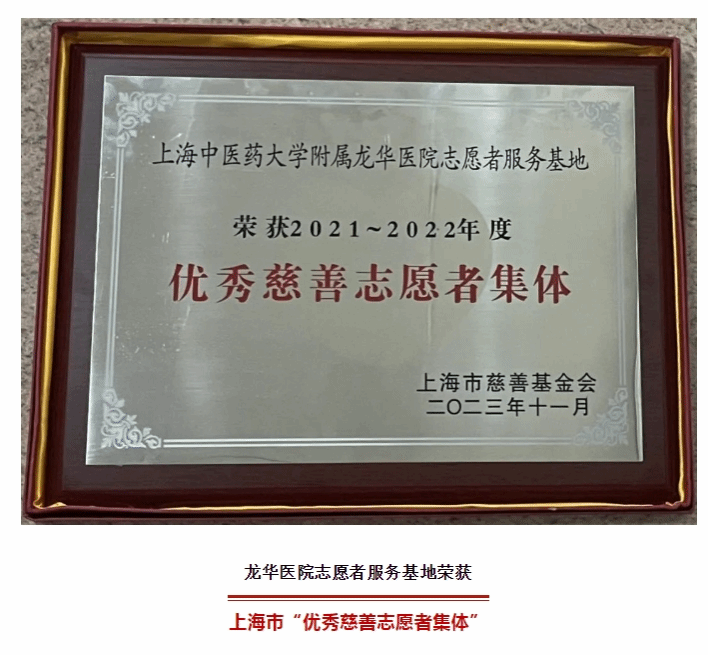 上海中医药大学附属龙华医院志愿者服务基地
荣获2021~2022年度
优秀慈善志愿者集体
上海市慈善基金会
二〇二三年十一月
龙华医院志愿者服务基地荣获
上海市“优秀慈善志愿者集体”